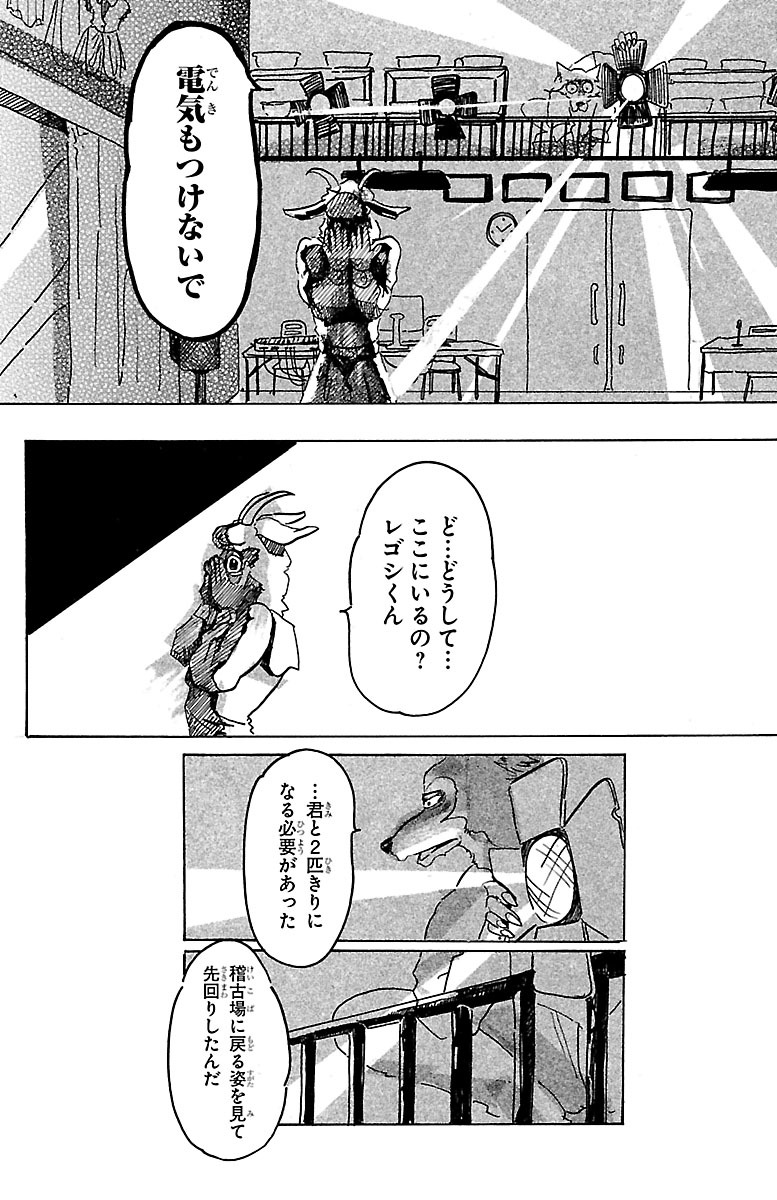 電気もつけないで
ど…どうして…
ここにいるの?
レゴシくん
…君と2匹きりに
なる必要があった
稽古場に戻る姿を見て
先回りしたんだ